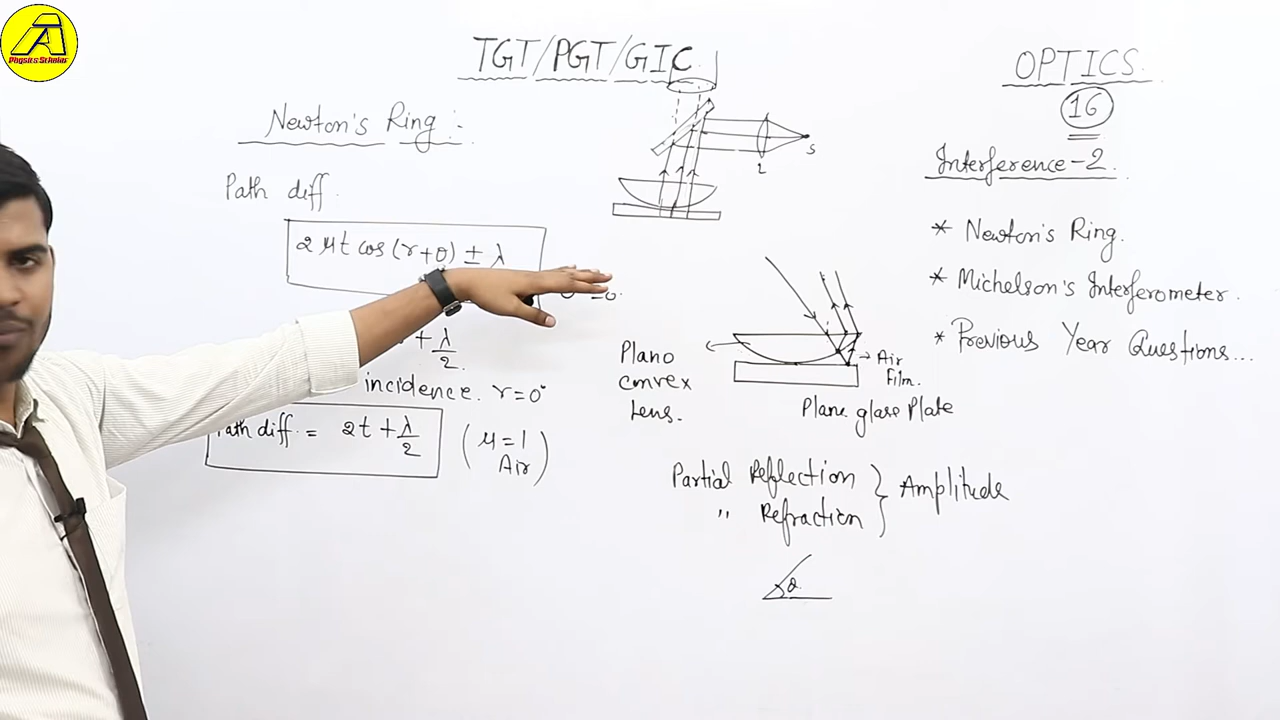 A
Physics Scholar
TGT/PGT/GIC
OPTICS
16
Interference-2
* Newton's Ring.
* Michelson's Interferometer.
* Previous Year Questions...
Newton's Ring :-
Path diff.
2μt cos(r+θ) ± λ
+ λ/2
incidence. r=0°
Path diff. = 2t + λ/2
(μ=1
Air)
S
L
Plano
convex
Lens.
Air
Film.
Plane glass Plate
Partial Reflection } Amplitude
" Refraction
θ